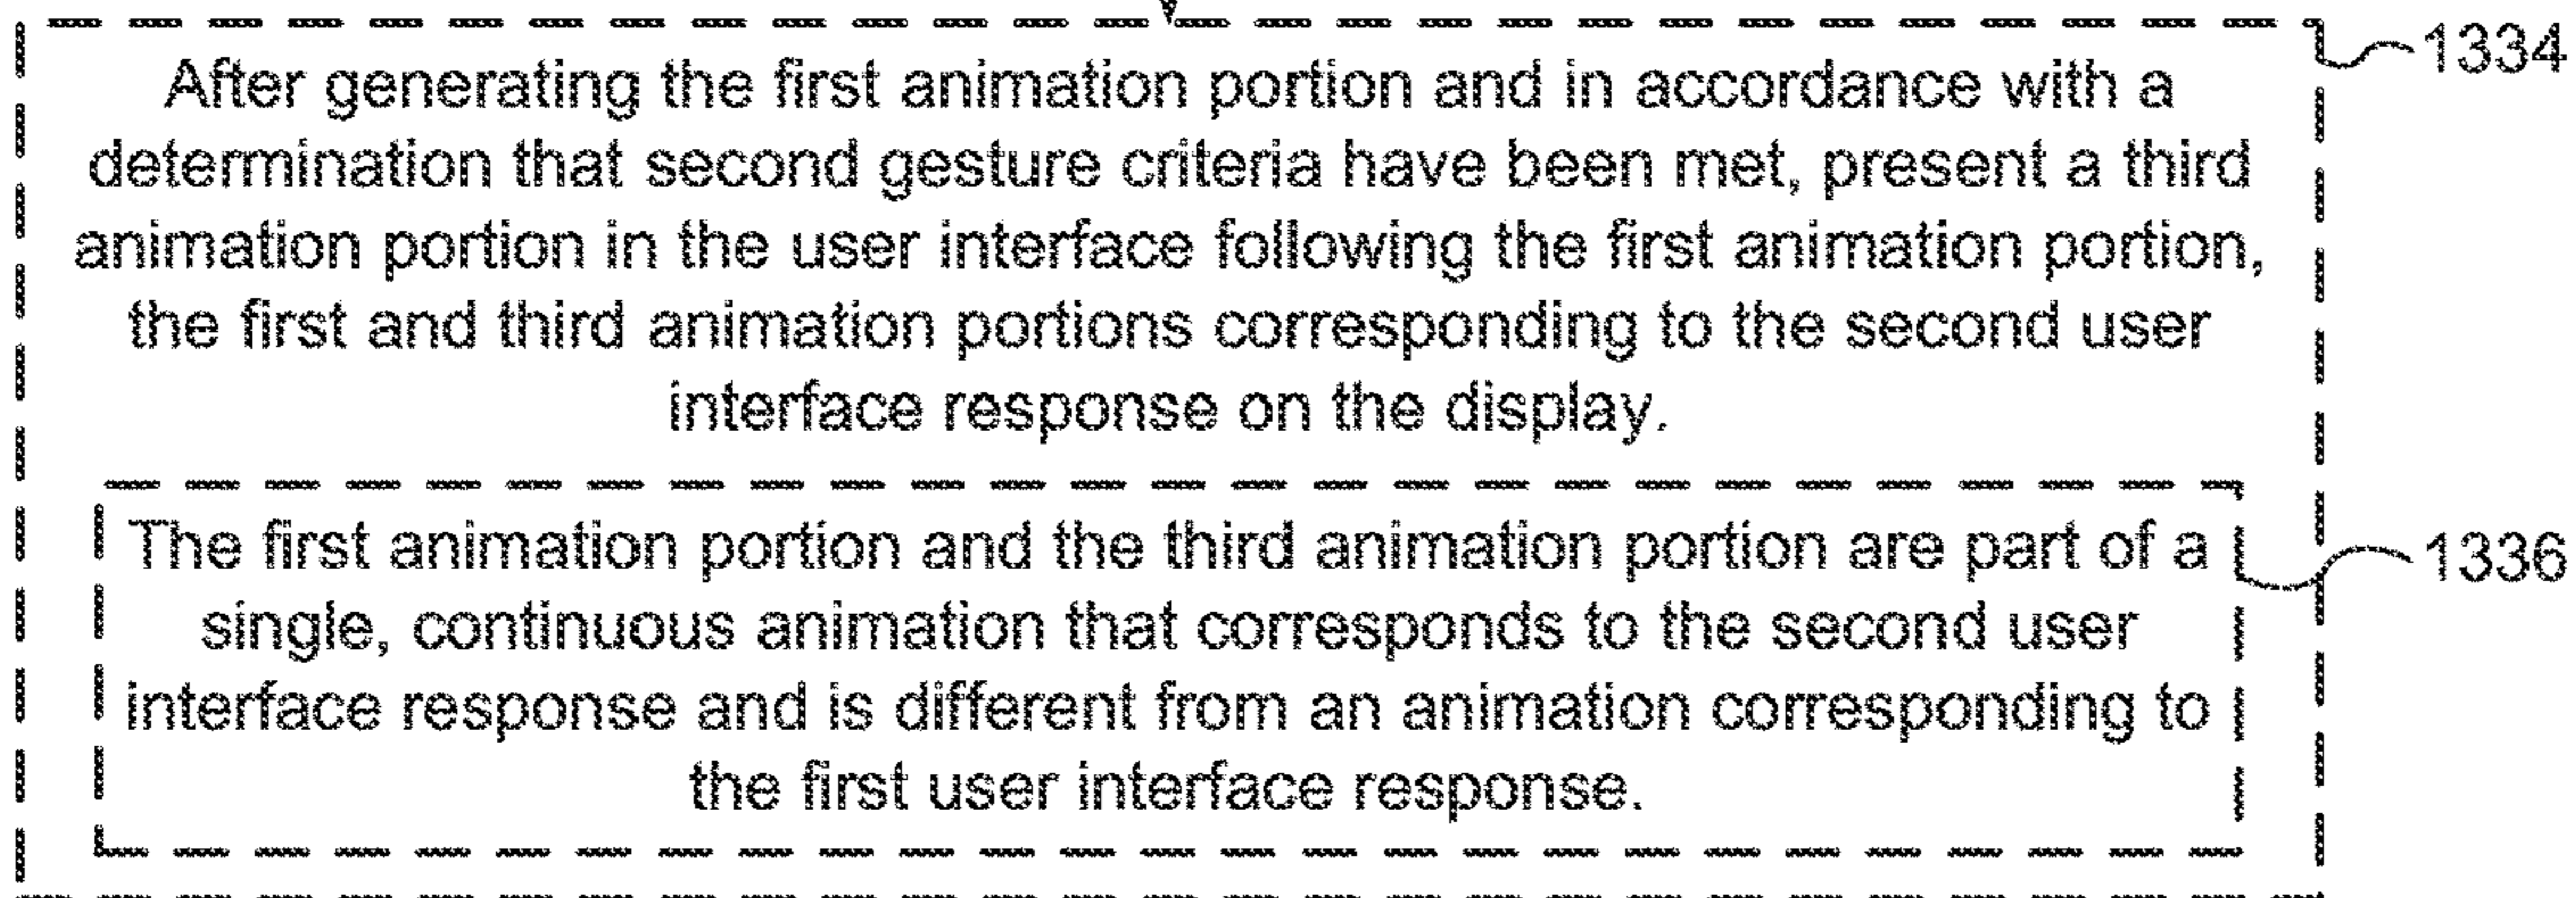 After generating the first animation portion and in accordance with a
determination that second gesture criteria have been met, present a third
animation portion in the user interface following the first animation portion,
the first and third animation portions corresponding to the second user
interface response on the display.
1334
The first animation portion and the third animation portion are part of a
single, continuous animation that corresponds to the second user
interface response and is different from an animation corresponding to
the first user interface response.
1336